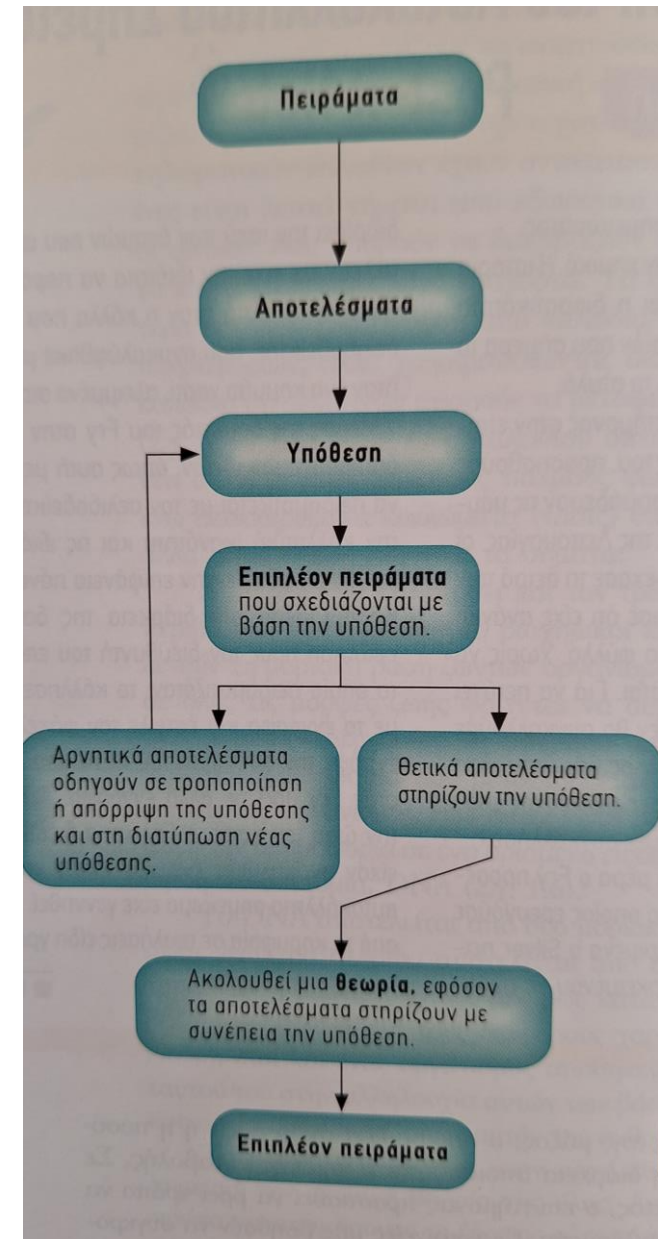 Πειράματα
Αποτελέσματα
Υπόθεση
Επιπλέον πειράματα
που σχεδιάζονται με
βάση την υπόθεση.
Αρνητικά αποτελέσματα
οδηγούν σε τροποποίηση
ή απόρριψη της υπόθεσης
και στη διατύπωση νέας
υπόθεσης.
Θετικά αποτελέσματα
στηρίζουν την υπόθεση.
Ακολουθεί μια θεωρία, εφόσον
τα αποτελέσματα στηρίζουν με
συνέπεια την υπόθεση.
Επιπλέον πειράματα